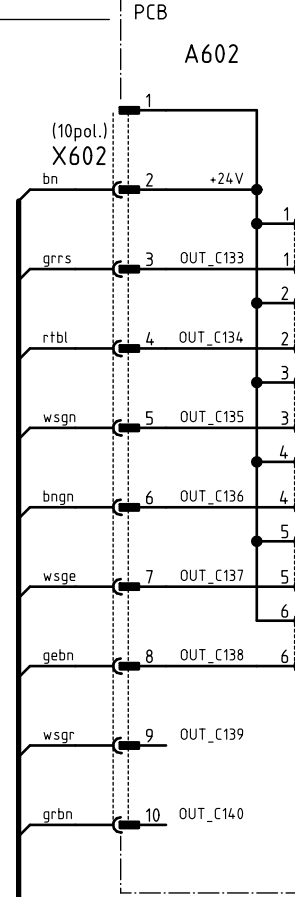 PCB
A602
1
(10pol.)
X602
bn 2 +24V
1
grrs 3 OUT_C133 1
2
rtbl 4 OUT_C134 2
3
wsgn 5 OUT_C135 3
4
bngn 6 OUT_C136 4
5
wsge 7 OUT_C137 5
6
gebn 8 OUT_C138 6
wsgr 9 OUT_C139
grbn 10 OUT_C140